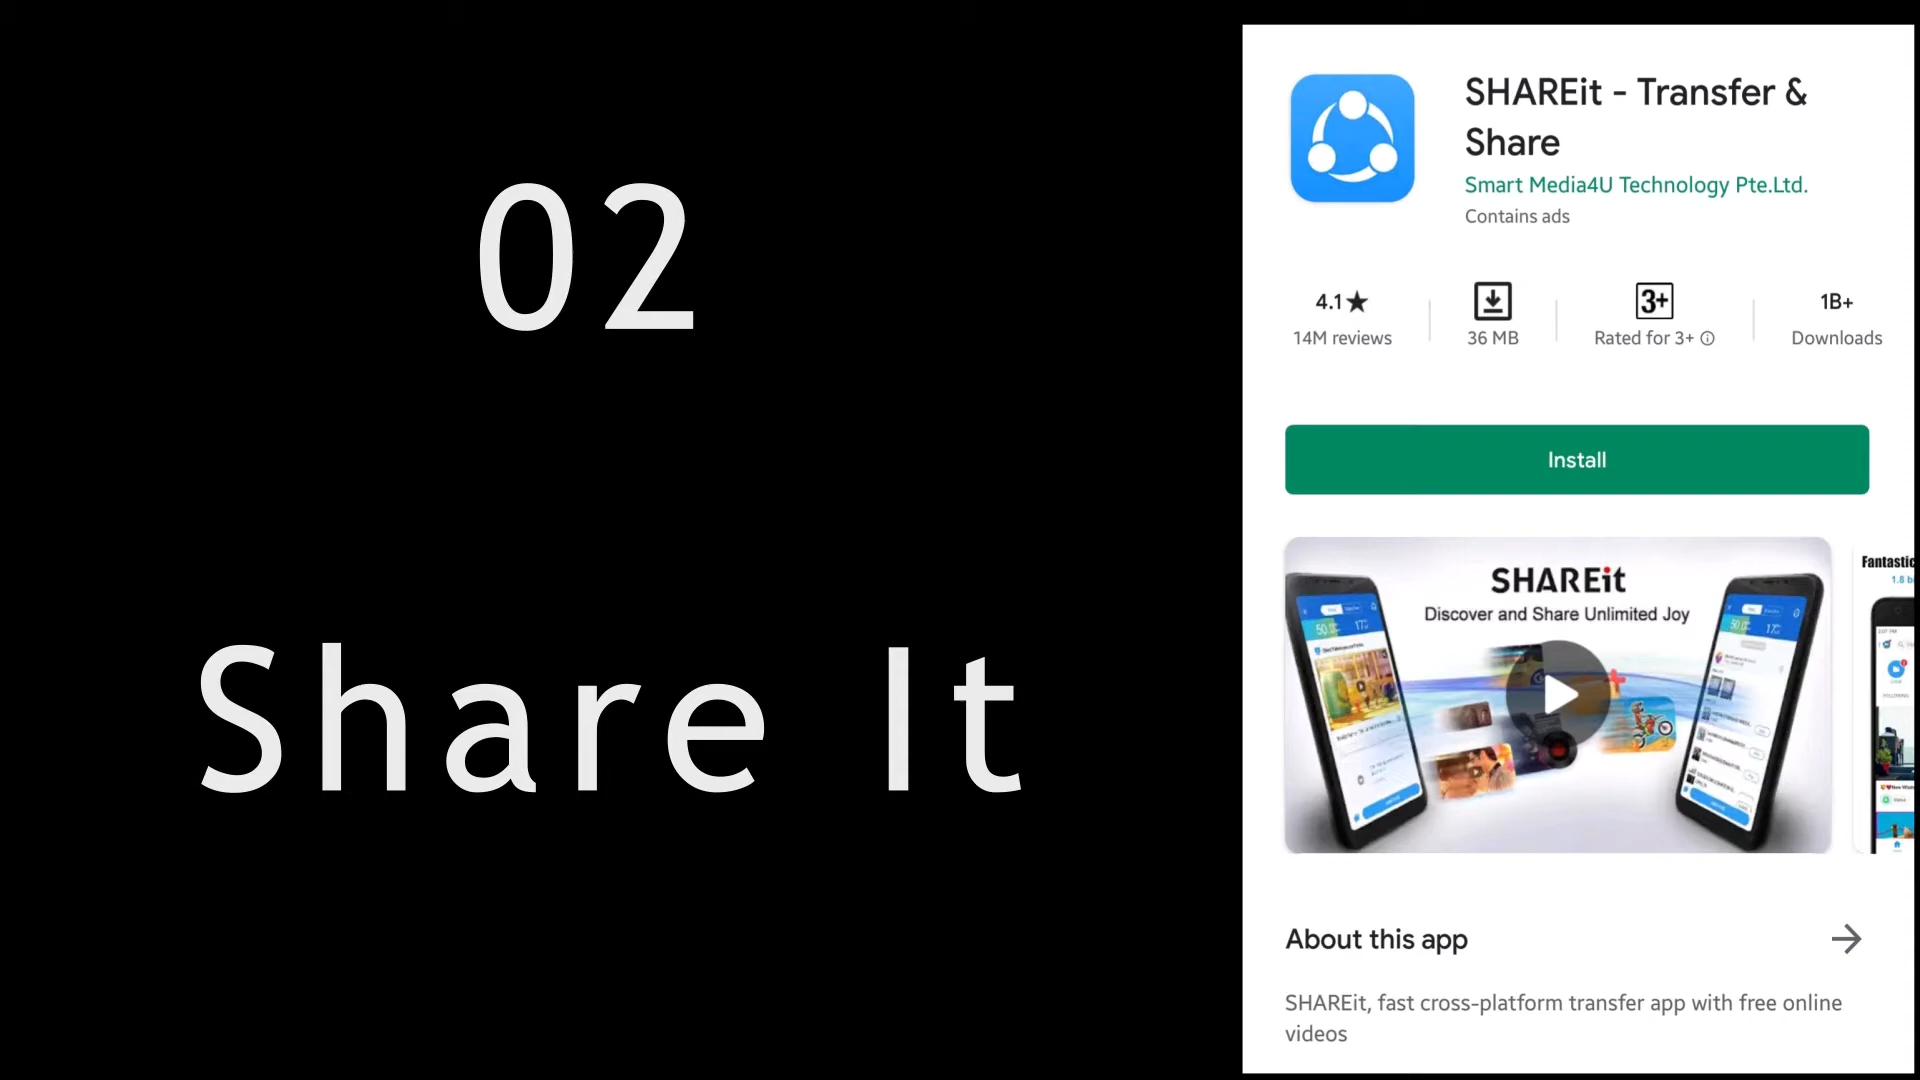 02
Share It
SHAREit - Transfer &
Share
Smart Media4U Technology Pte.Ltd.
Contains ads
4.1★
14M reviews
36 MB
3+
Rated for 3+
1B+
Downloads
Install
SHAREit
Discover and Share Unlimited Joy
Fantastic
1.8 b
About this app
SHAREit, fast cross-platform transfer app with free online
videos